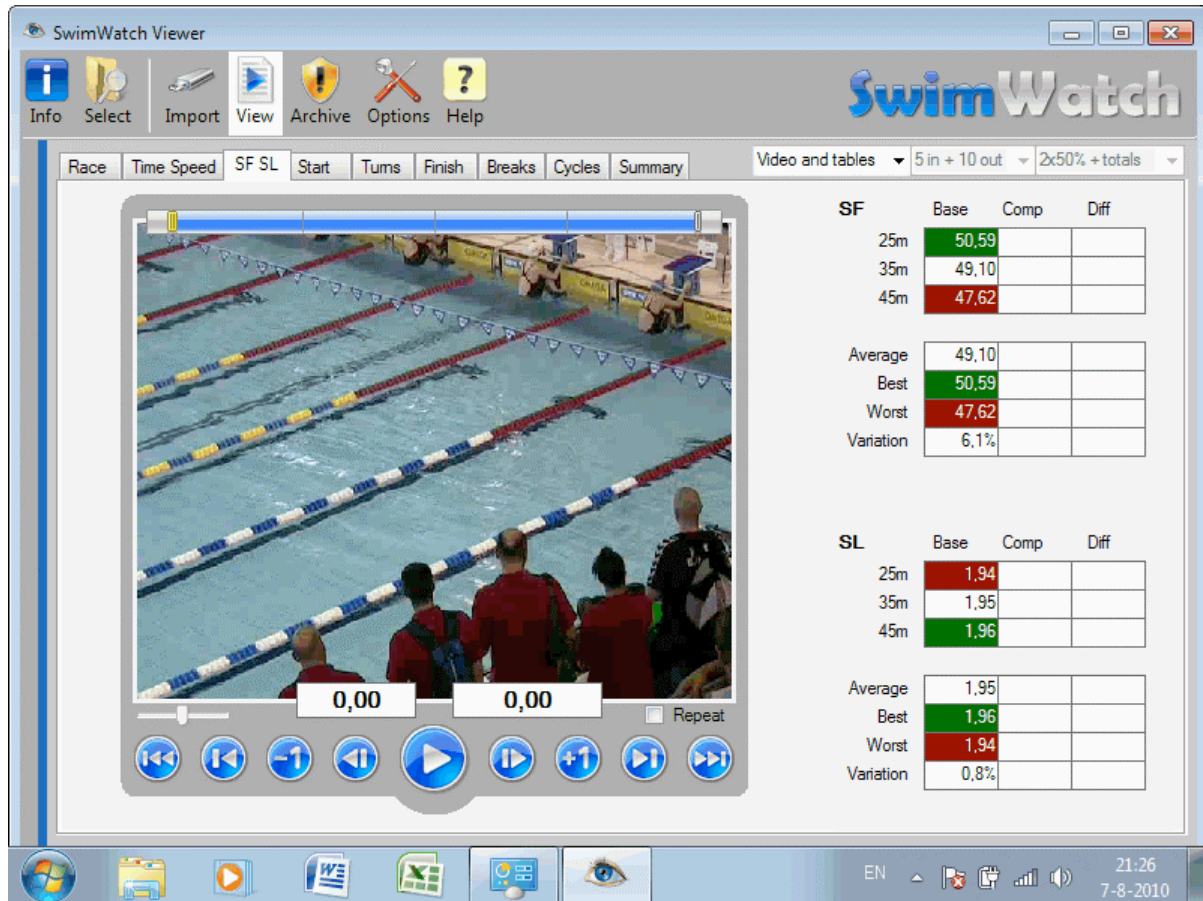 SwimWatch Viewer
Info Select Import View Archive Options Help
SwimWatch
Race Time Speed SF SL Start Turns Finish Breaks Cycles Summary
Video and tables 5 in + 10 out 2x50% + totals
SF Base Comp Diff
25m 50,59
35m 49,10
45m 47,62
Average 49,10
Best 50,59
Worst 47,62
Variation 6,1%
SL Base Comp Diff
25m 1,94
35m 1,95
45m 1,96
Average 1,95
Best 1,96
Worst 1,94
Variation 0,8%
OMEGA
0,00 0,00
Repeat
-1 +1
EN 21:26
7-8-2010